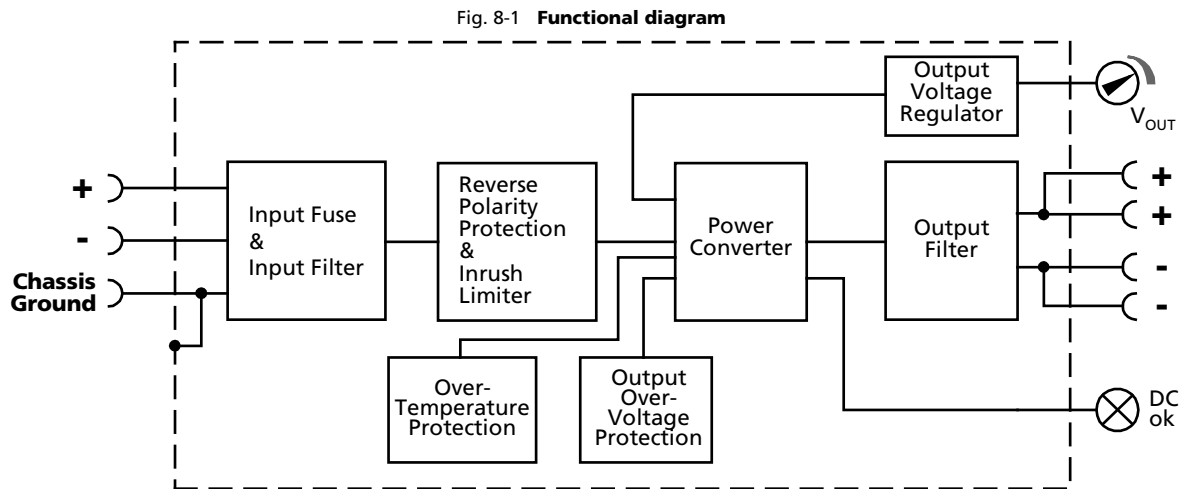 Fig. 8-1 Functional diagram
Output
Voltage
Regulator
V OUT
+
-
Chassis
Ground
Input Fuse
&
Input Filter
Reverse
Polarity
Protection
&
Inrush
Limiter
Power
Converter
Output
Filter
+
+
-
-
Over-
Temperature
Protection
Output
Over-
Voltage
Protection
DC
ok